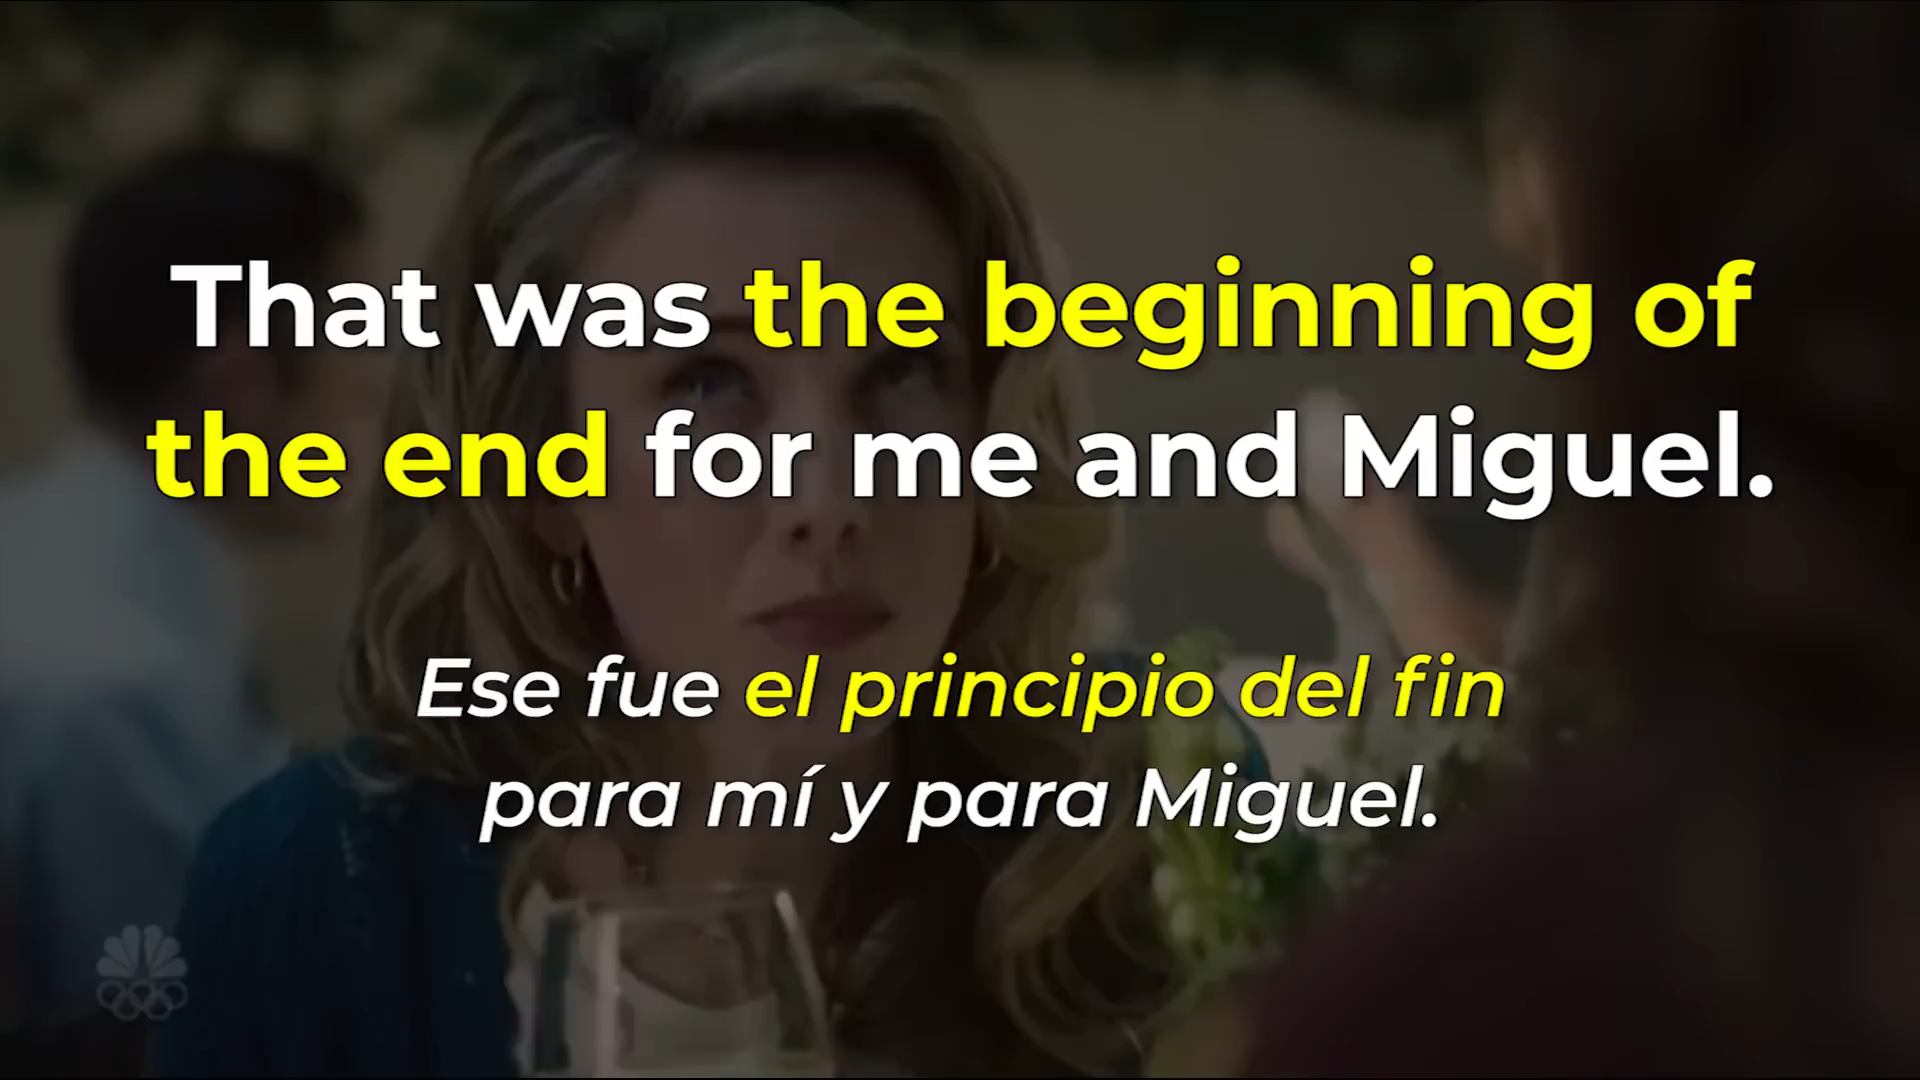 That was the beginning of
the end for me and Miguel.
Ese fue el principio del fin
para mí y para Miguel.